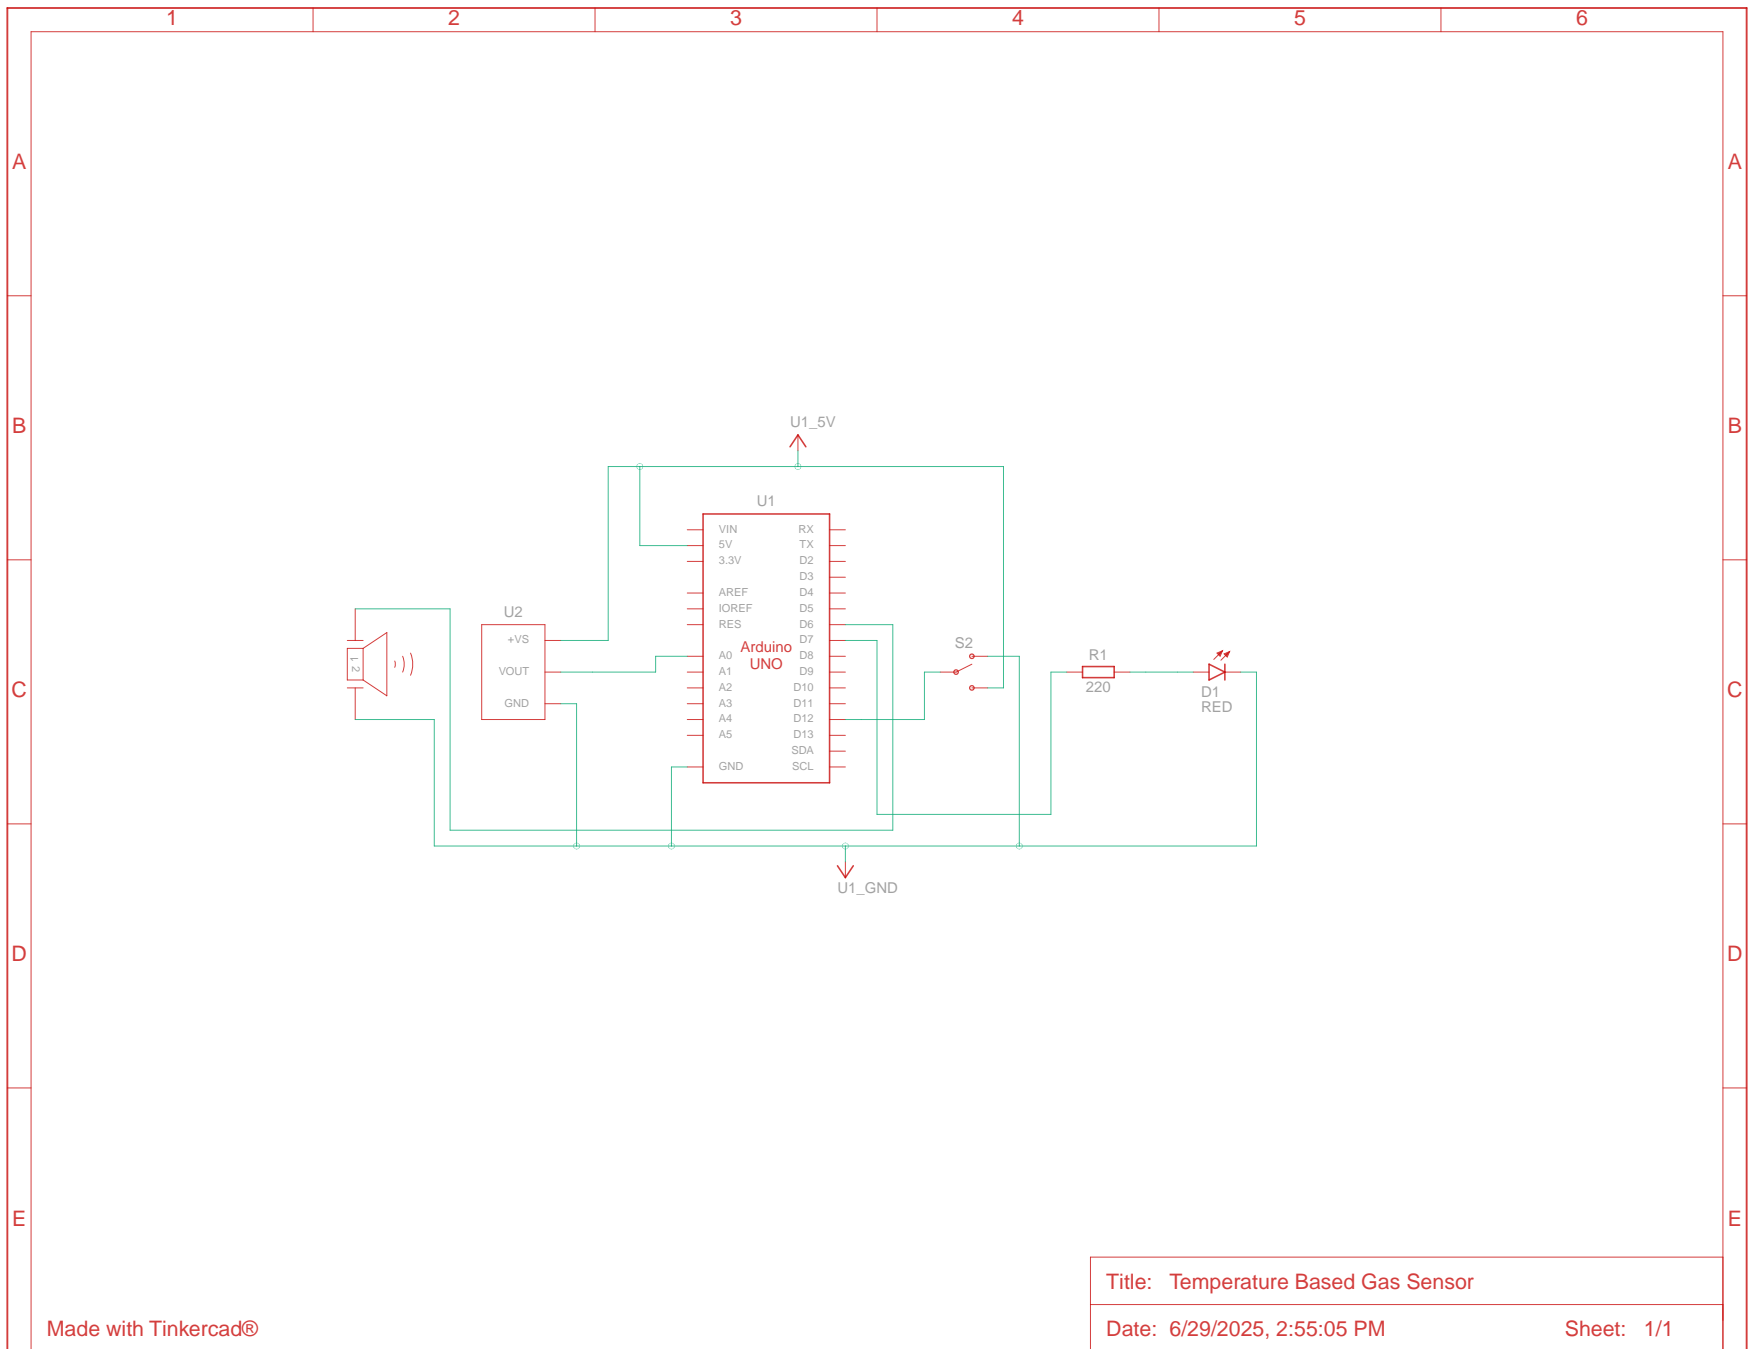 1 2 3 4 5 6
A A
U1_5V
B B
U1
VIN RX
5V TX
3.3V D2
D3
AREF D4
IOREF D5
RES D6
D7
A0 D8
A1 D9
A2 D10
A3 D11
A4 D12
A5 D13
SDA
GND SCL
Arduino
UNO
U2
+VS
VOUT
GND
1 2
S2
R1
220
D1
RED
C C
U1_GND
D D
E E
Title: Temperature Based Gas Sensor
Made with Tinkercad®
Date: 6/29/2025, 2:55:05 PM Sheet: 1/1